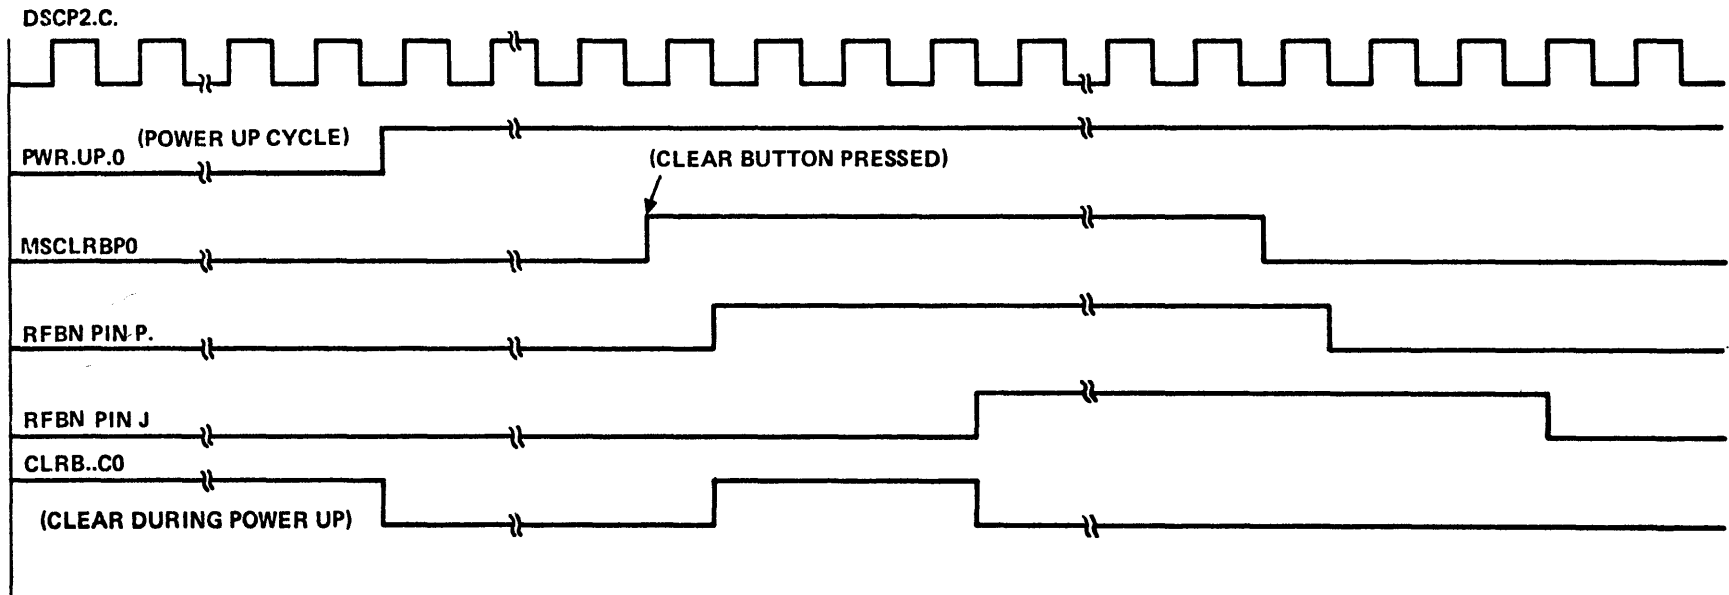 DSCP2.C.
(POWER UP CYCLE)
PWR.UP.0
(CLEAR BUTTON PRESSED)
MSCLRBP0
RFBN PIN P.
RFBN PIN J
CLRB..C0
(CLEAR DURING POWER UP)